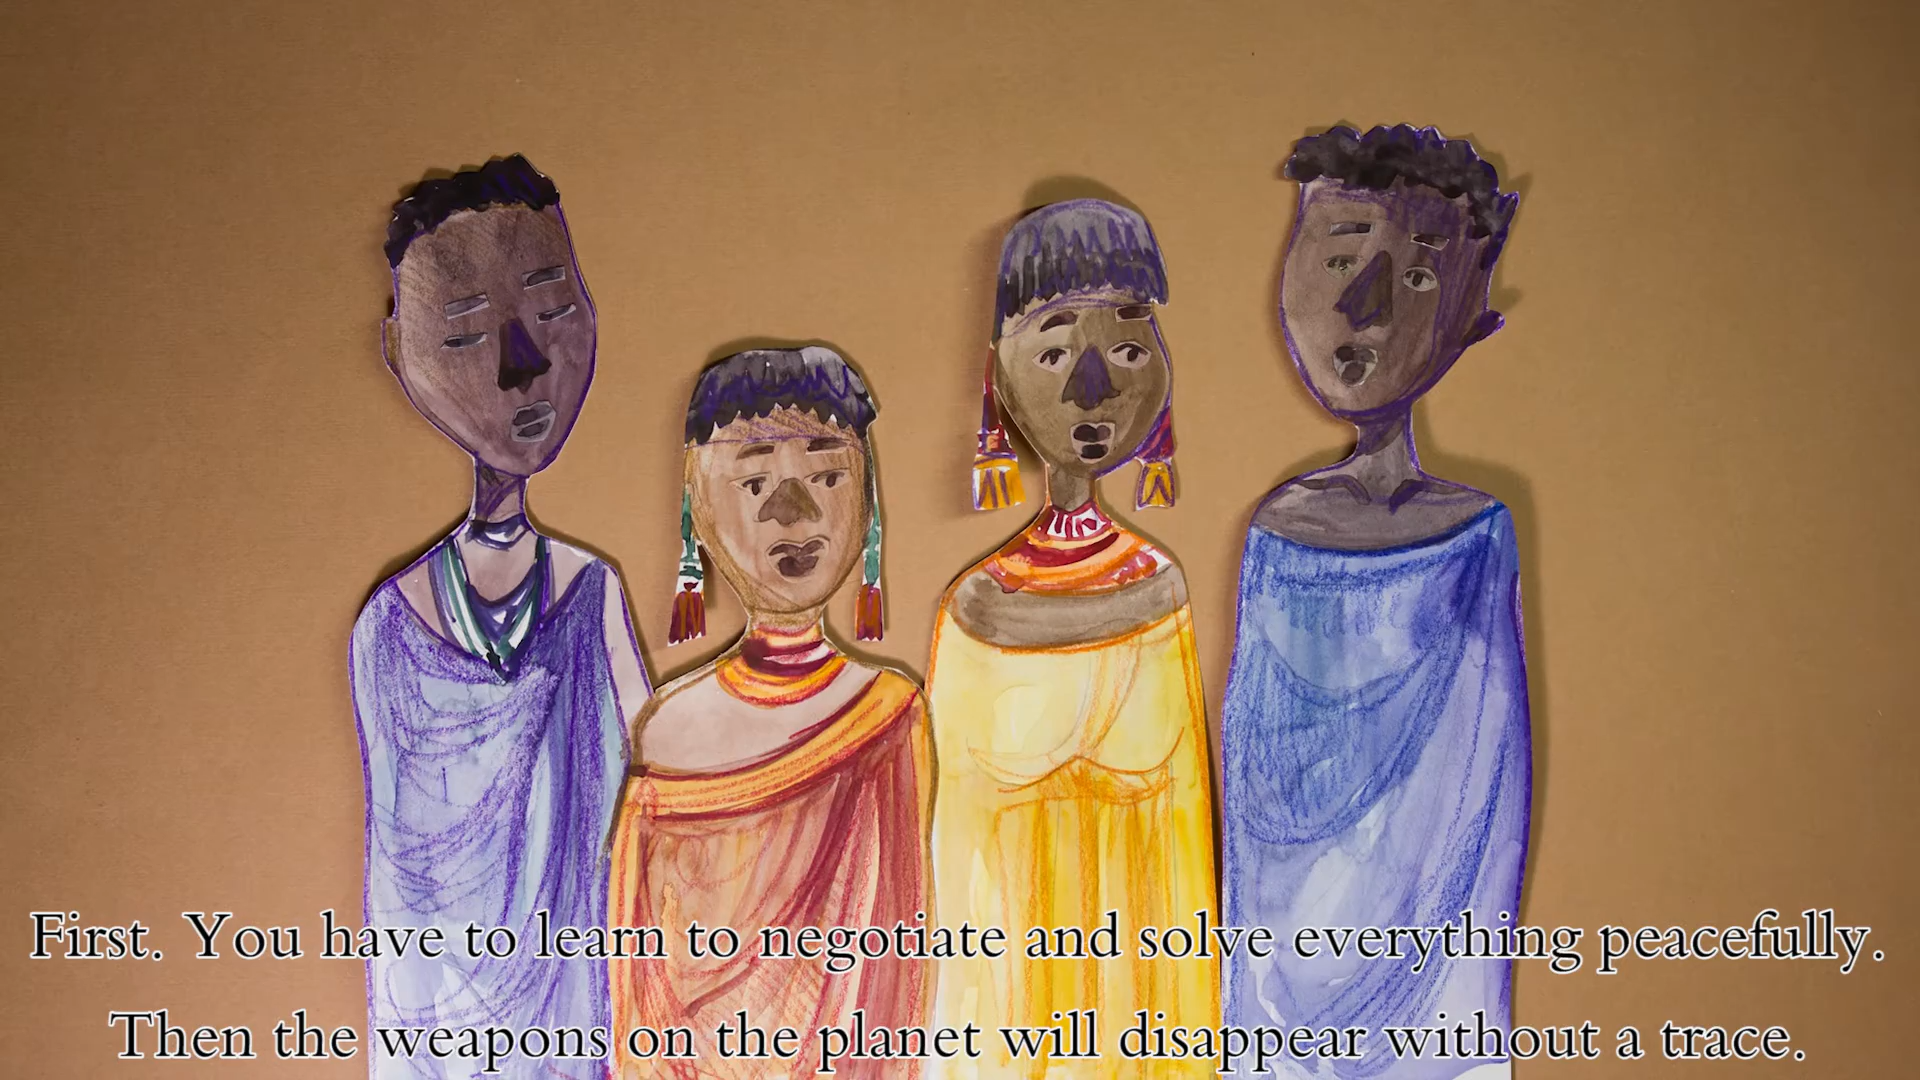 First. You have to learn to negotiate and solve everything peacefully.
Then the weapons on the planet will disappear without a trace.